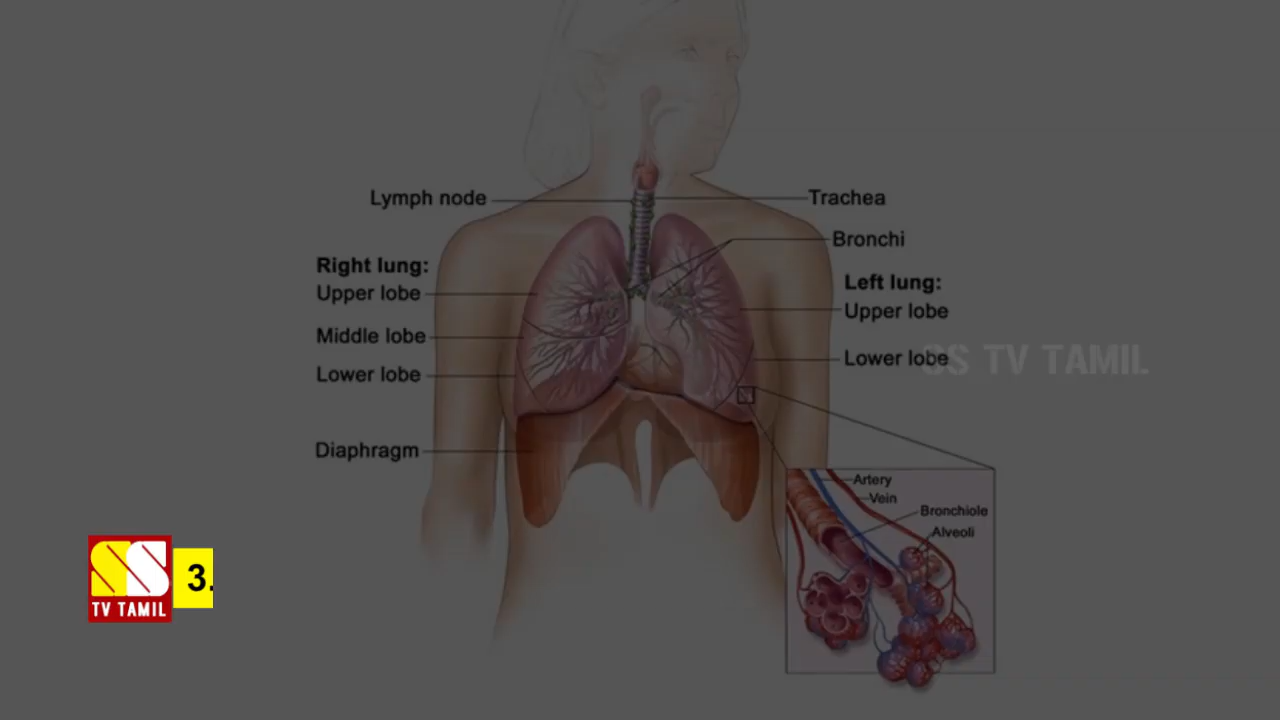 Lymph node
Trachea
Bronchi
Right lung:
Upper lobe
Middle lobe
Lower lobe
Diaphragm
Left lung:
Upper lobe
Lower lobe
SS TV TAMIL
Artery
Vein
Bronchiole
Alveoli
SS
TV TAMIL
3.